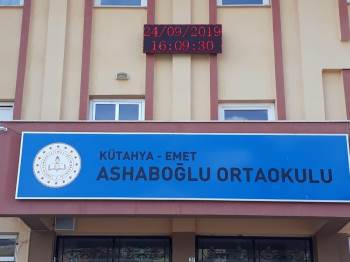 24/09/2019
16:09:30
KÜTAHYA - EMET
ASHABOĞLU ORTAOKULU